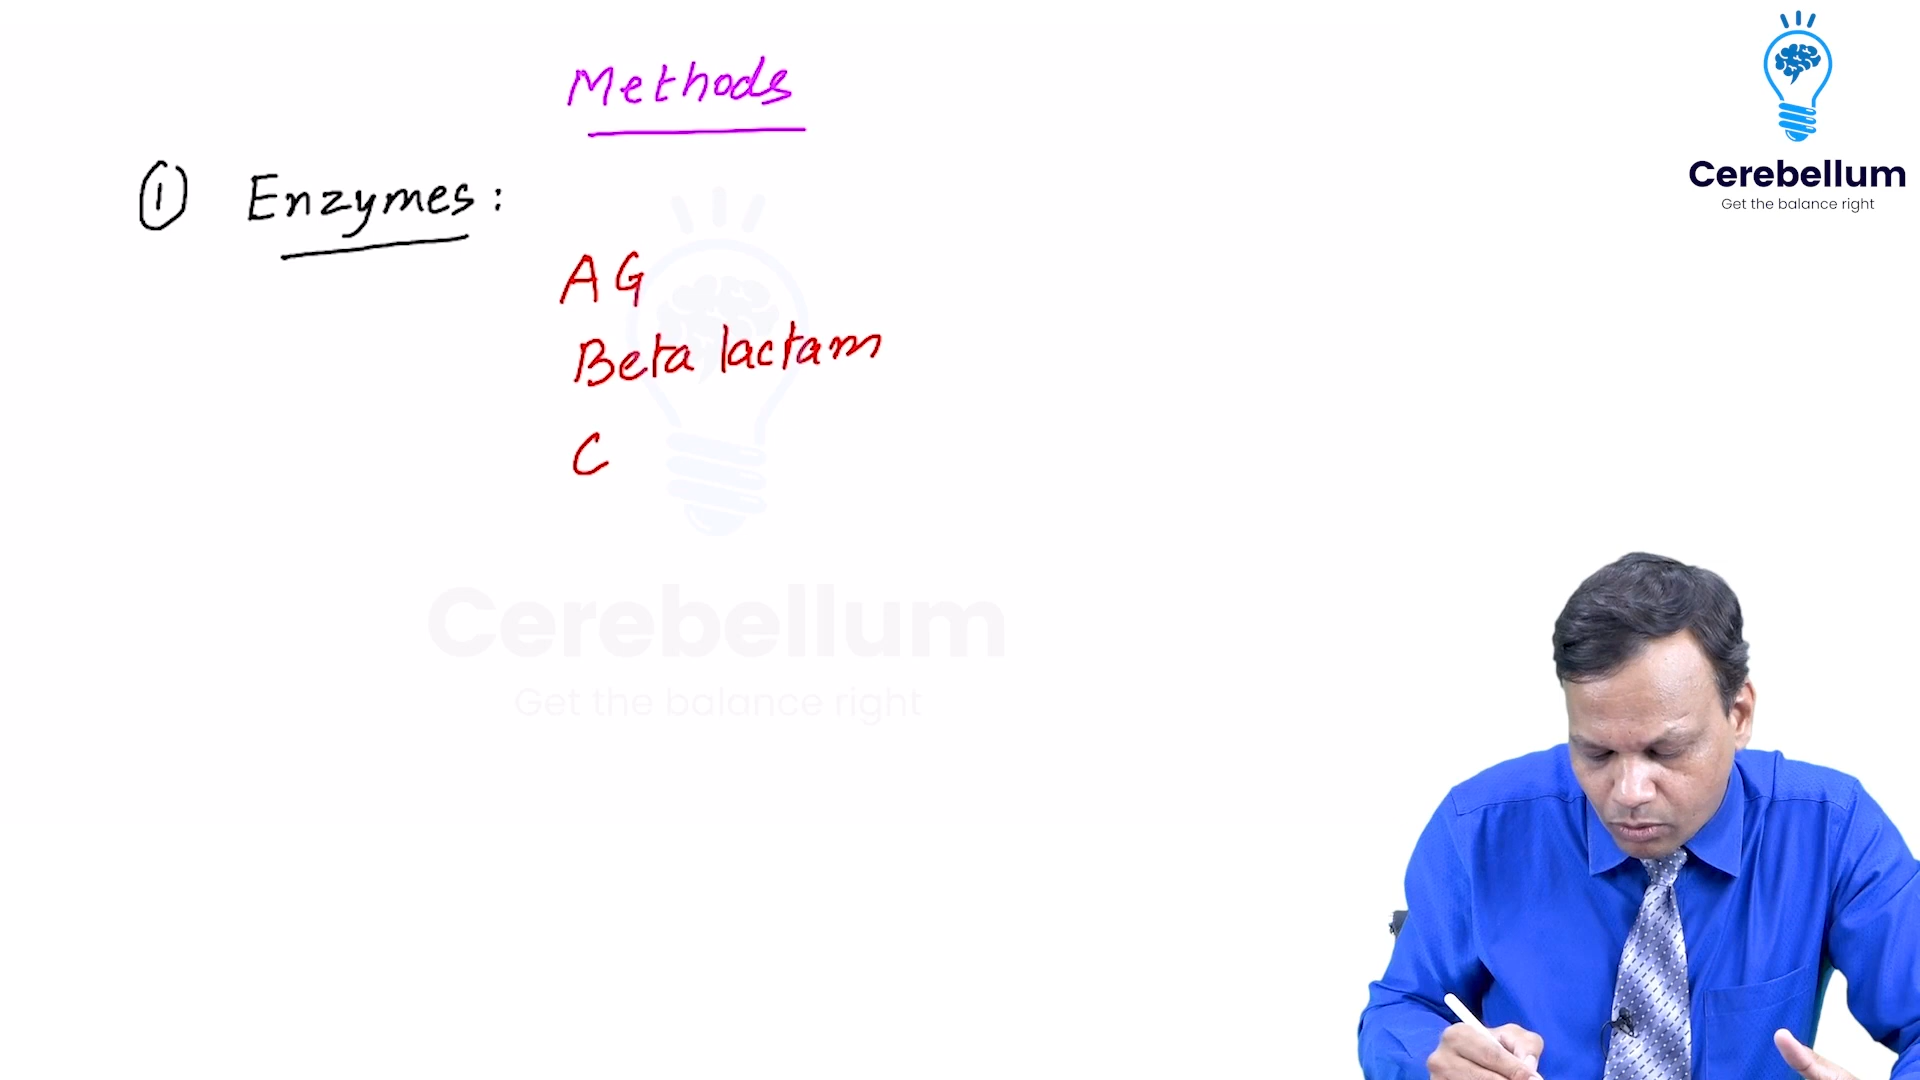 Methods
Cerebellum
Get the balance right
① Enzymes:
AG
Beta lactam
C
Cerebellum
Get the balance right